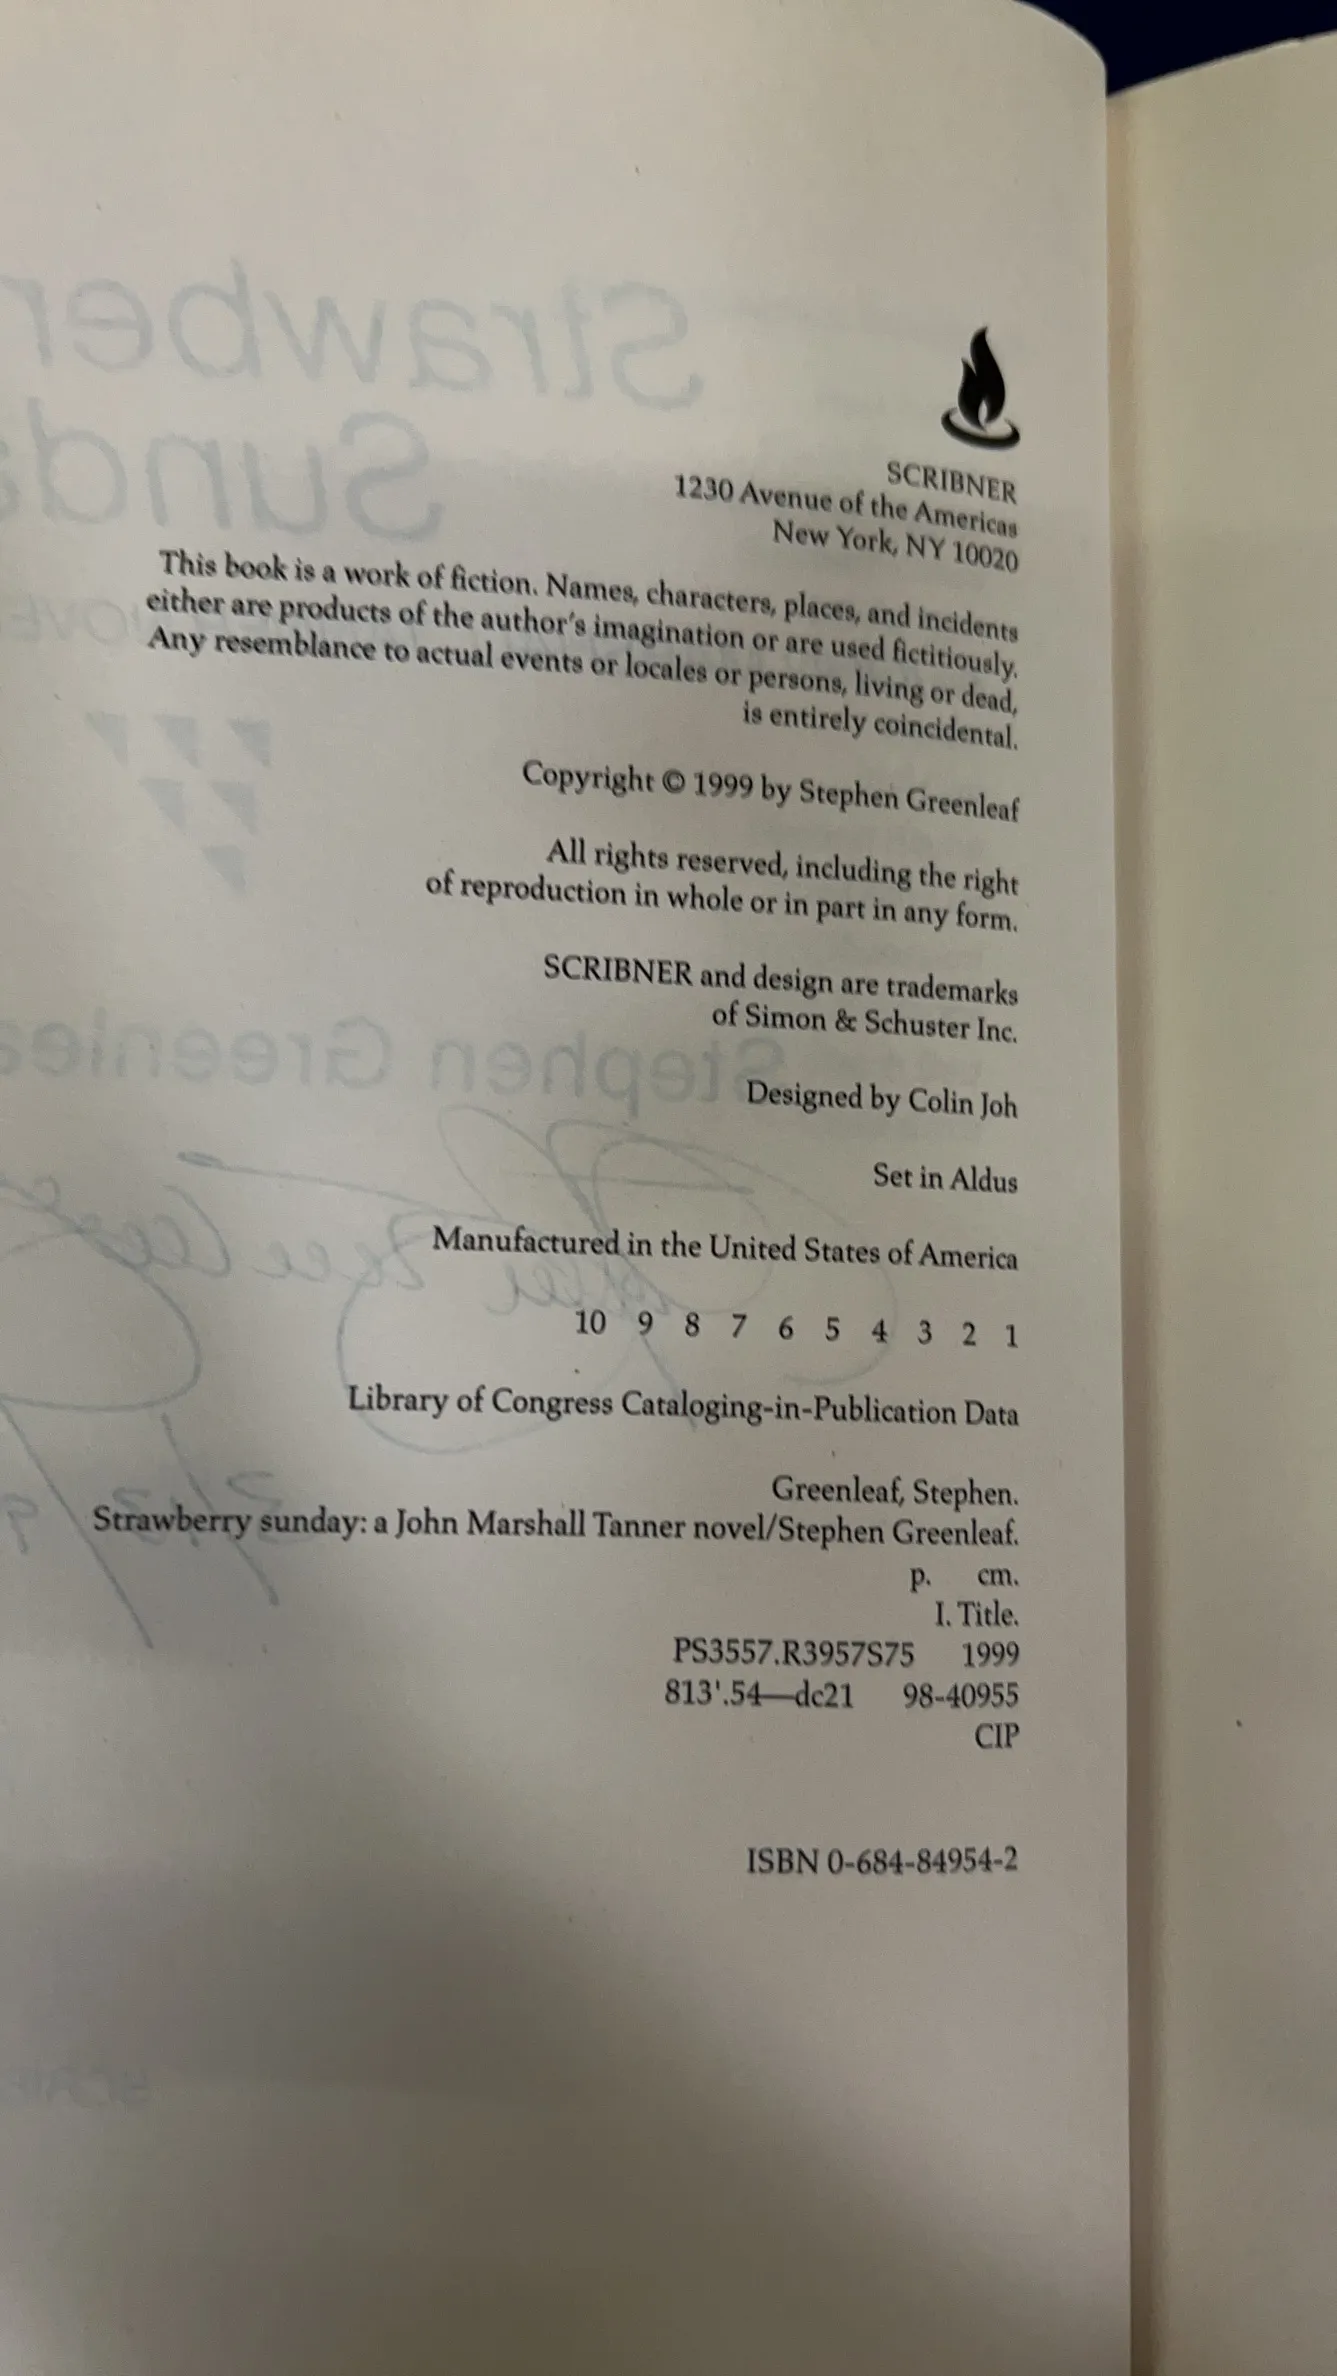 SCRIBNER
1230 Avenue of the Americas
New York, NY 10020
This book is a work of fiction. Names, characters, places, and incidents
either are products of the author's imagination or are used fictitiously.
Any resemblance to actual events or locales or persons, living or dead,
is entirely coincidental.
Copyright © 1999 by Stephen Greenleaf
All rights reserved, including the right
of reproduction in whole or in part in any form.
SCRIBNER and design are trademarks
of Simon & Schuster Inc.
Designed by Colin Joh
Set in Aldus
Manufactured in the United States of America
10 9 8 7 6 5 4 3 2 1
Library of Congress Cataloging-in-Publication Data
Greenleaf, Stephen.
Strawberry sunday: a John Marshall Tanner novel/Stephen Greenleaf.
p. cm.
I. Title.
PS3557.R3957S75 1999
813'.54—dc21 98-40955
CIP
ISBN 0-684-84954-2